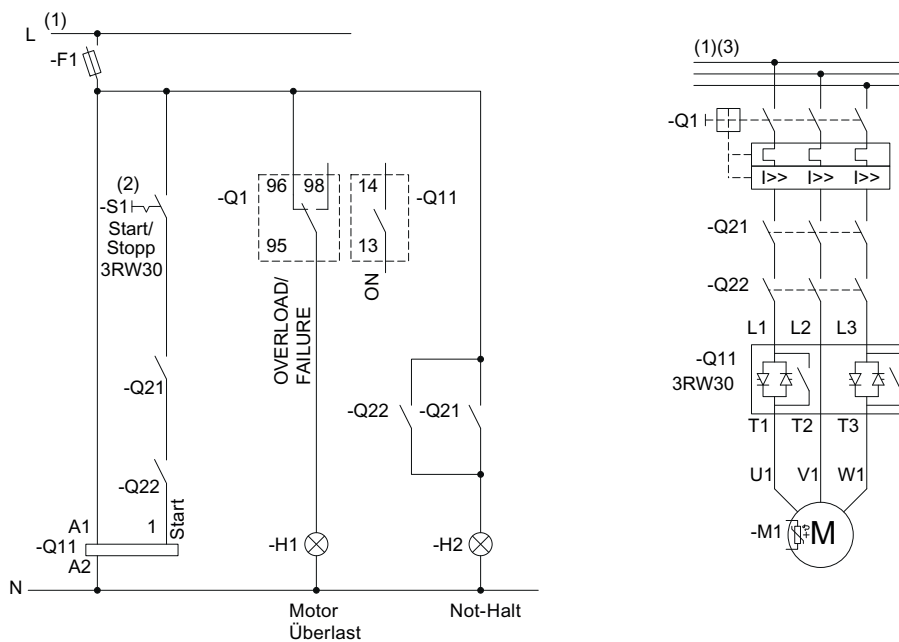 L (1)
-F1
(2)
-S1
Start/
Stopp
3RW30
-Q21
-Q22
A1
1
Start
-Q11
A2
N
96 98
-Q1
95
OVERLOAD/
FAILURE
14
-Q11
13
ON
-H1
Motor
Überlast
-Q22
-Q21
-H2
Not-Halt
(1)(3)
-Q1
I>> I>> I>>
-Q21
-Q22
L1 L2 L3
-Q11
3RW30
T1 T2 T3
U1 V1 W1
-M1
M